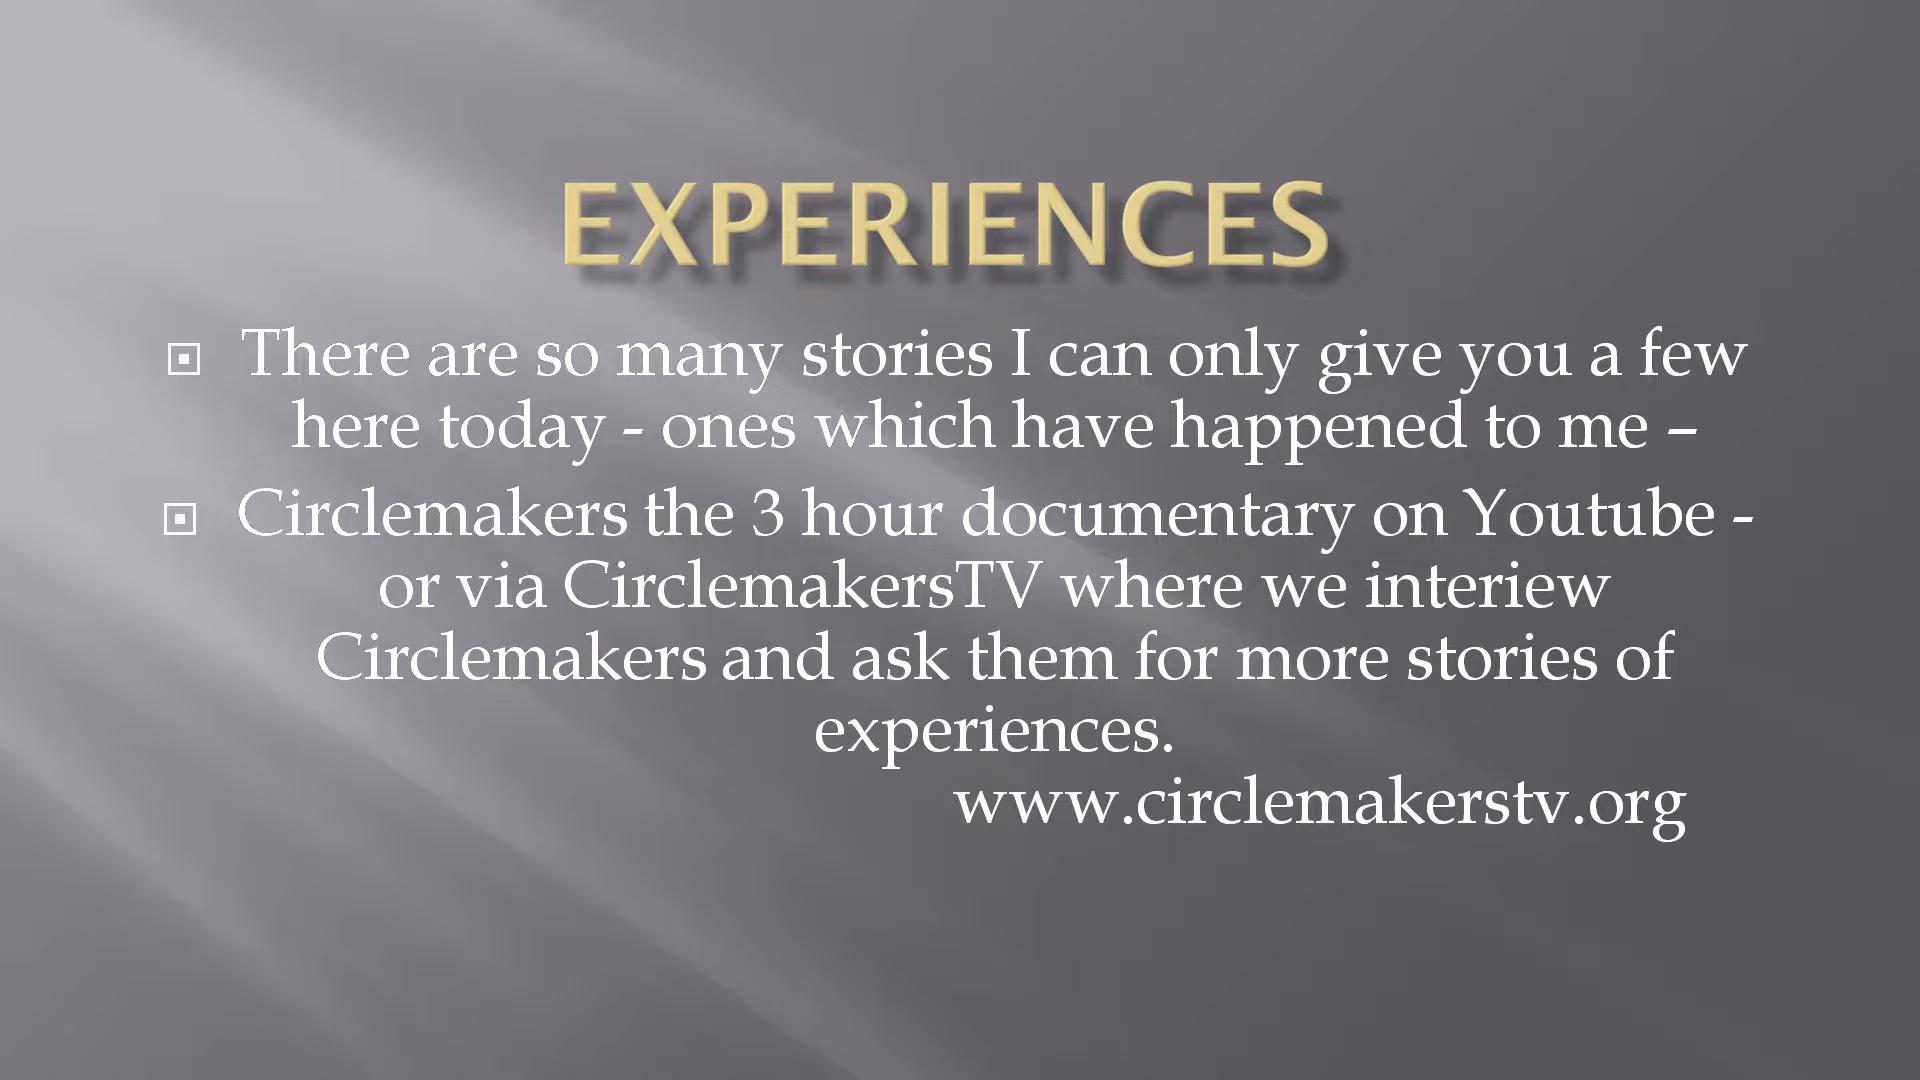 EXPERIENCES
There are so many stories I can only give you a few
here today - ones which have happened to me –
Circlemakers the 3 hour documentary on Youtube -
or via CirclemakersTV where we interiew
Circlemakers and ask them for more stories of
experiences.
www.circlemakerstv.org